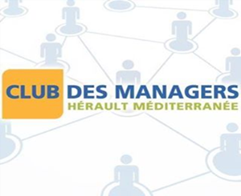 CLUB DES MANAGERS
HÉRAULT MÉDITERRANÉE